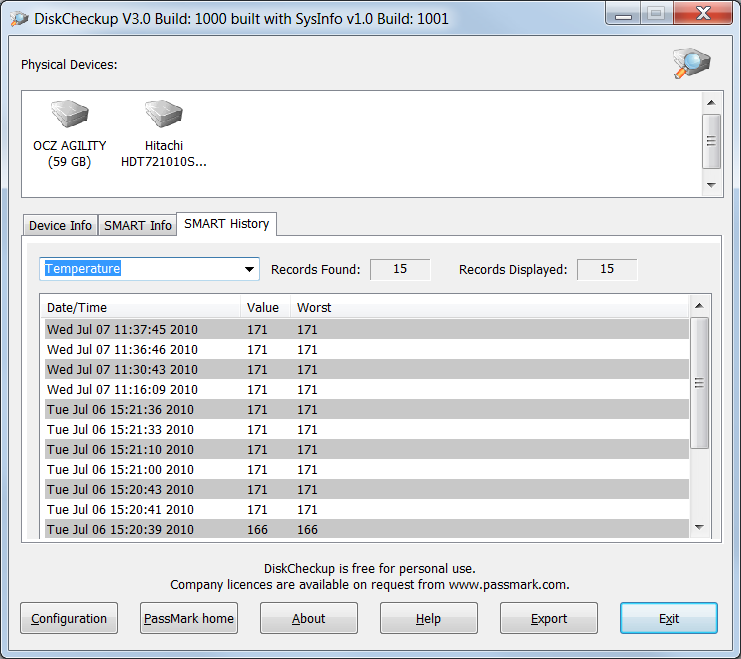 DiskCheckup V3.0 Build: 1000 built with SysInfo v1.0 Build: 1001
Physical Devices:
OCZ AGILITY
(59 GB)
Hitachi
HDT721010S...
Device Info SMART Info SMART History
Temperature Records Found: 15 Records Displayed: 15
Date/Time Value Worst
Wed Jul 07 11:37:45 2010 171 171
Wed Jul 07 11:36:46 2010 171 171
Wed Jul 07 11:30:43 2010 171 171
Wed Jul 07 11:16:09 2010 171 171
Tue Jul 06 15:21:36 2010 171 171
Tue Jul 06 15:21:33 2010 171 171
Tue Jul 06 15:21:10 2010 171 171
Tue Jul 06 15:21:00 2010 171 171
Tue Jul 06 15:20:43 2010 171 171
Tue Jul 06 15:20:41 2010 171 171
Tue Jul 06 15:20:39 2010 166 166
DiskCheckup is free for personal use.
Company licences are available on request from www.passmark.com.
Configuration PassMark home About Help Export Exit